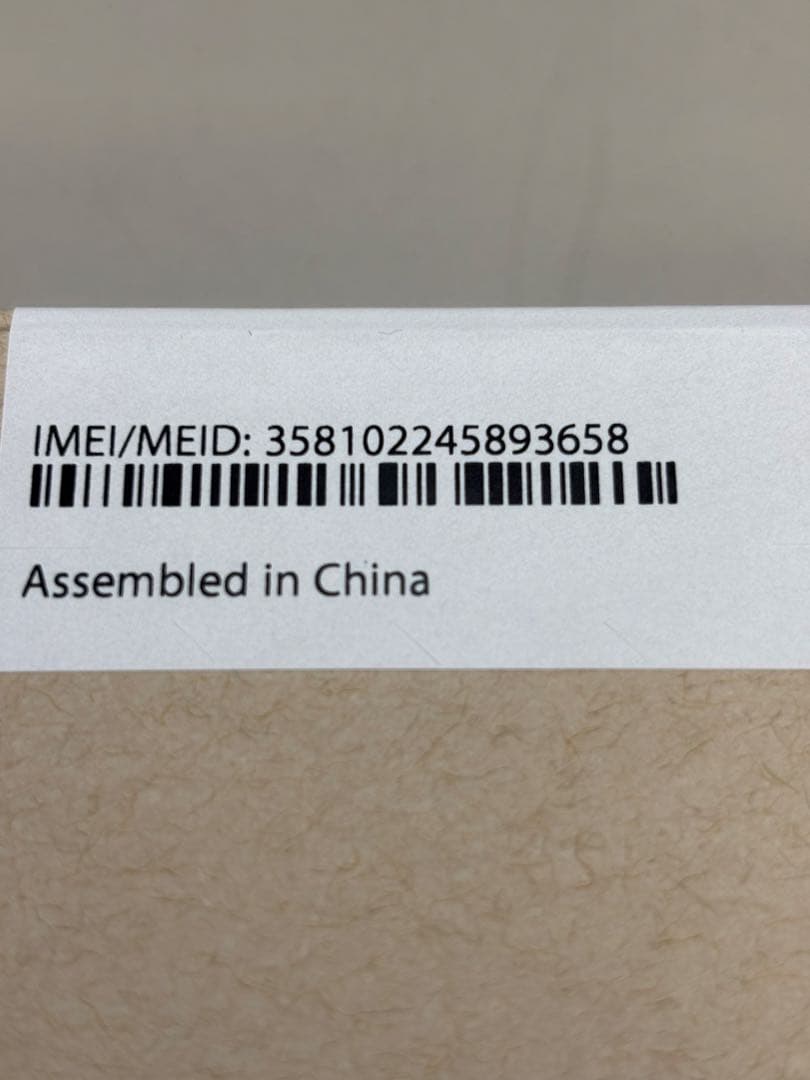 IMEI/MEID: 358102245893658
Assembled in China